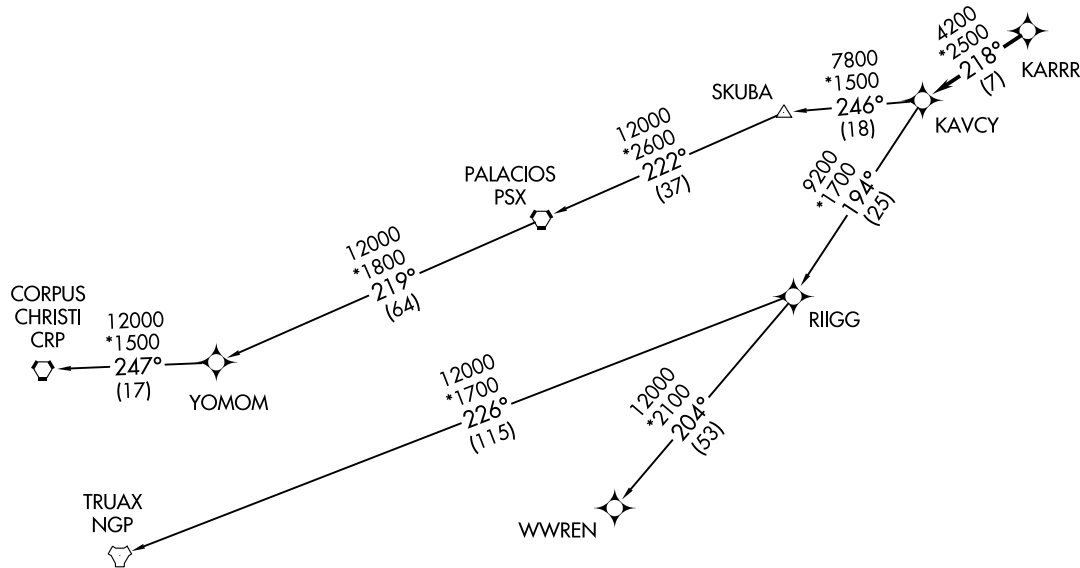 4200
*2500
218°
(7)
KARRR
7800
*1500
246°
(18)
KAVCY
SKUBA
12000
*2600
222°
(37)
PALACIOS
PSX
9200
*1700
194°
(25)
12000
*1800
219°
(64)
CORPUS
CHRISTI
CRP
12000
*1500
247°
(17)
YOMOM
RIIGG
12000
*1700
226°
(115)
12000
*2100
204°
(53)
TRUAX
NGP
WWREN